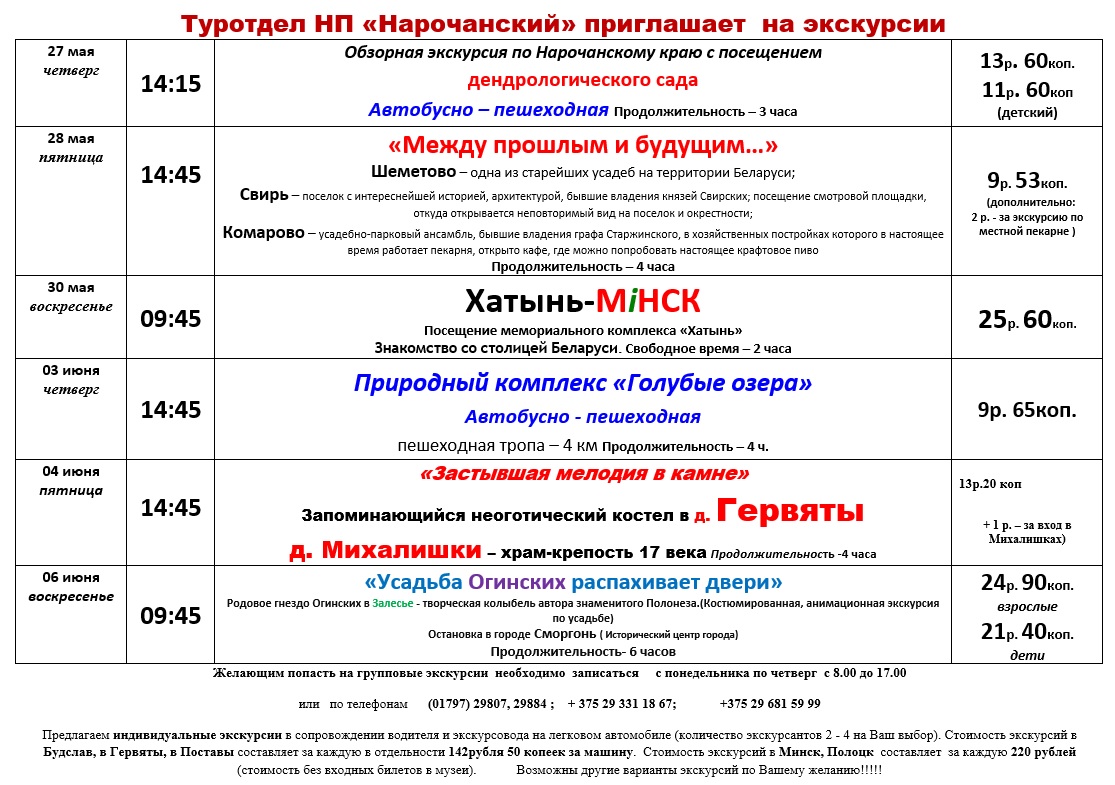 Туротдел НП «Нарочанский» приглашает на экскурсии
27 мая
четверг
14:15
Обзорная экскурсия по Нарочанскому краю с посещением
дендрологического сада
Автобусно – пешеходная Продолжительность – 3 часа
13р. 60коп.
11р. 60коп
(детский)
28 мая
пятница
14:45
«Между прошлым и будущим...»
Шеметово – одна из старейших усадеб на территории Беларуси;
Свирь – поселок с интереснейшей историей, архитектурой, бывшие владения князей Свирских; посещение смотровой площадки,
откуда открывается неповторимый вид на поселок и окрестности;
Комарово – усадебно-парковый ансамбль, бывшие владения графа Старжинского, в хозяйственных постройках которого в настоящее
время работает пекарня, открыто кафе, где можно попробовать настоящее крафтовое пиво
Продолжительность – 4 часа
9р. 53коп.
(дополнительно:
2 р. - за экскурсию по
местной пекарне )
30 мая
воскресенье
09:45
Хатынь-МiНСК
Посещение мемориального комплекса «Хатынь»
Знакомство со столицей Беларуси. Свободное время – 2 часа
25р. 60коп.
03 июня
четверг
14:45
Природный комплекс «Голубые озера»
Автобусно - пешеходная
пешеходная тропа – 4 км Продолжительность – 4 ч.
9р. 65коп.
04 июня
пятница
14:45
«Застывшая мелодия в камне»
Запоминающийся неоготический костел в д. Гервяты
д. Михалишки – храм-крепость 17 века Продолжительность -4 часа
13р.20 коп
+ 1 р. – за вход в
Михалишках)
06 июня
воскресенье
09:45
«Усадьба Огинских распахивает двери»
Родовое гнездо Огинских в Залесье - творческая колыбель автора знаменитого Полонеза.(Костюмированная, анимационная экскурсия
по усадьбе)
Остановка в городе Сморгонь ( Исторический центр города)
Продолжительность- 6 часов
24р. 90коп.
взрослые
21р. 40коп.
дети
Желающим попасть на групповые экскурсии необходимо записаться с понедельника по четверг с 8.00 до 17.00
или по телефонам (01797) 29807, 29884 ; + 375 29 331 18 67; +375 29 681 59 99
Предлагаем индивидуальные экскурсии в сопровождении водителя и экскурсовода на легковом автомобиле (количество экскурсантов 2 - 4 на Ваш выбор). Стоимость экскурсий в
Будслав, в Гервяты, в Поставы составляет за каждую в отдельности 142рубля 50 копеек за машину. Стоимость экскурсий в Минск, Полоцк составляет за каждую 220 рублей
(стоимость без входных билетов в музеи). Возможны другие варианты экскурсий по Вашему желанию!!!!!